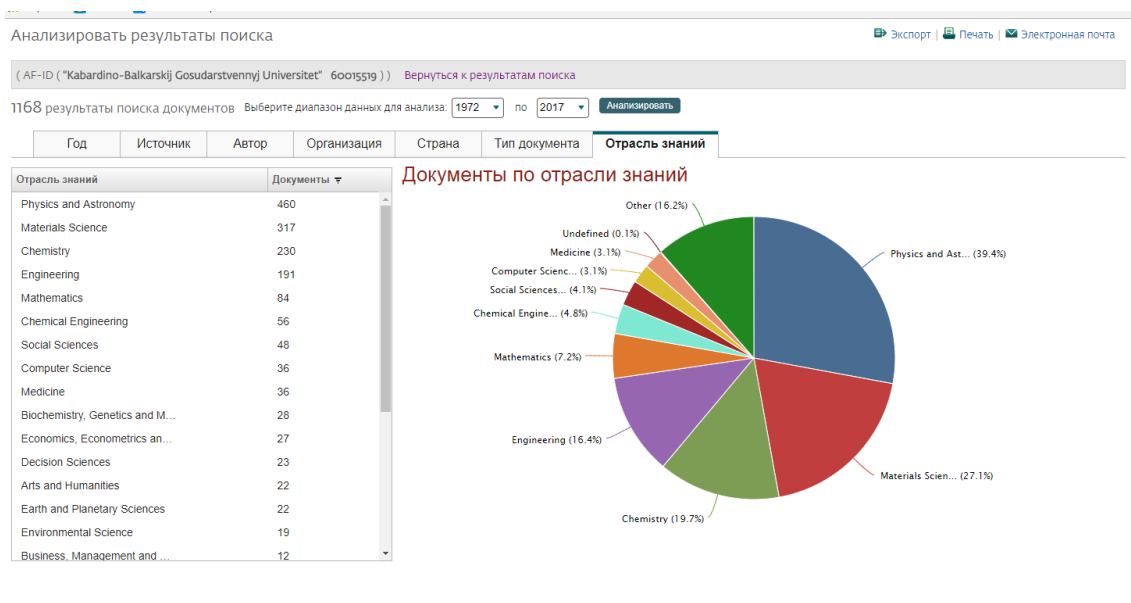 Анализировать результаты поиска
Экспорт | Печать | Электронная почта
( AF-ID ( "Kabardino-Balkarskij Gosudarstvennyj Universitet" 60015519 ) ) Вернуться к результатам поиска
1168 результаты поиска документов Выберите диапазон данных для анализа: 1972 по 2017 Анализировать
Год Источник Автор Организация Страна Тип документа Отрасль знаний
Отрасль знаний Документы
Physics and Astronomy 460
Materials Science 317
Chemistry 230
Engineering 191
Mathematics 84
Chemical Engineering 56
Social Sciences 48
Computer Science 36
Medicine 36
Biochemistry, Genetics and M... 28
Economics, Econometrics an... 27
Decision Sciences 23
Arts and Humanities 22
Earth and Planetary Sciences 22
Environmental Science 19
Business, Management and ... 12
Документы по отрасли знаний
Other (16.2%)
Undefined (0.1%)
Medicine (3.1%)
Computer Scienc... (3.1%)
Social Sciences... (4.1%)
Chemical Engine... (4.8%)
Mathematics (7.2%)
Engineering (16.4%)
Chemistry (19.7%)
Physics and Ast... (39.4%)
Materials Scien... (27.1%)